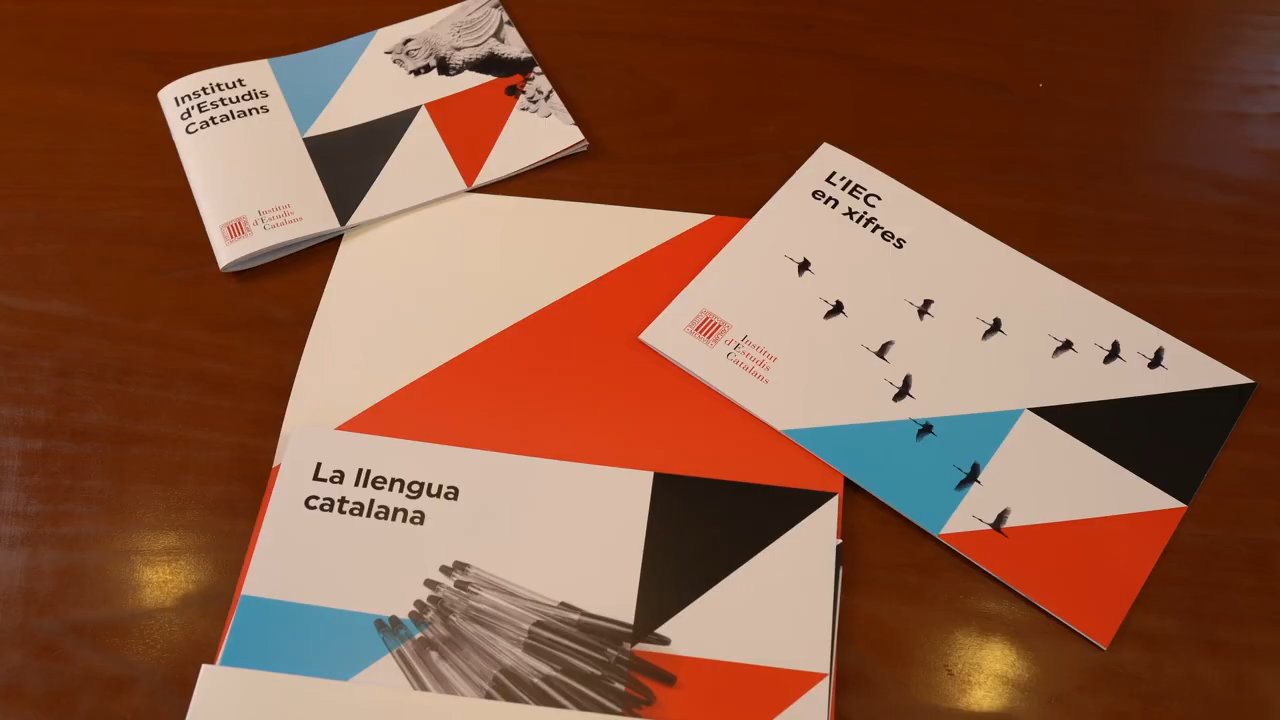 Institut
d'Estudis
Catalans
Institut
d'Estudis
Catalans
L'IEC
en xifres
Institut
d'Estudis
Catalans
La llengua
catalana